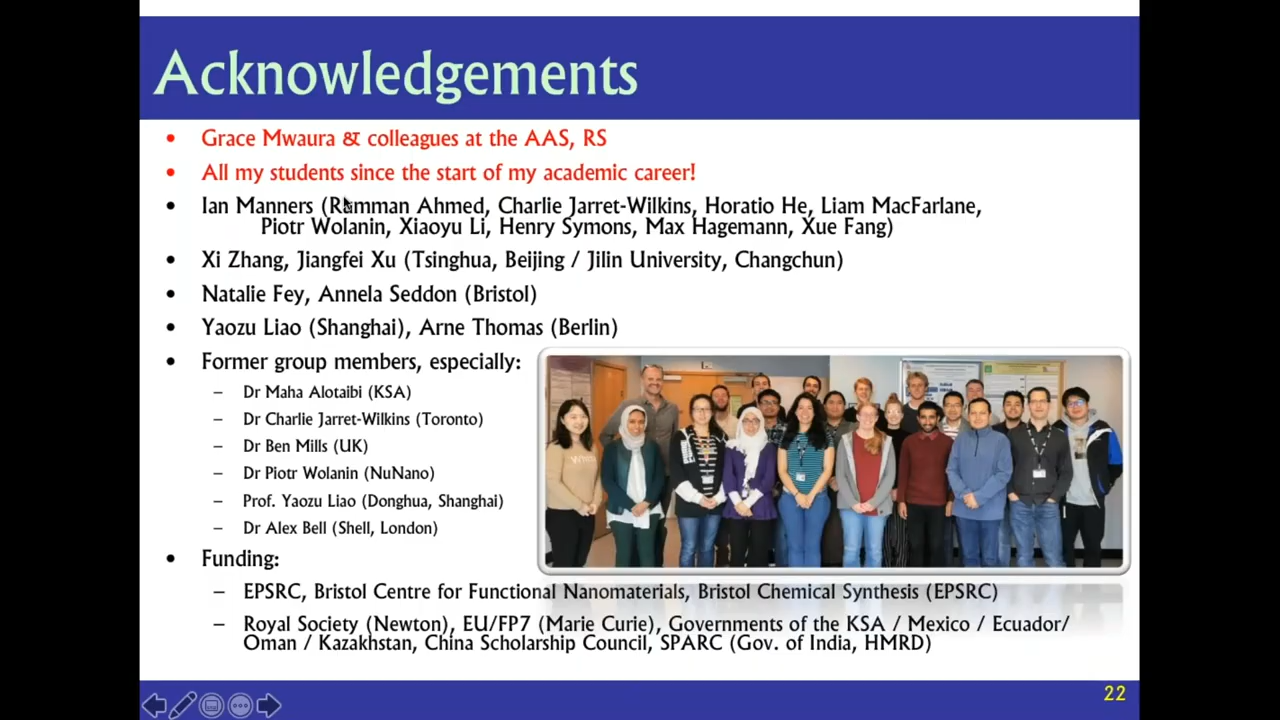 Acknowledgements
• Grace Mwaura & colleagues at the AAS, RS
• All my students since the start of my academic career!
• Ian Manners (Ramman Ahmed, Charlie Jarret-Wilkins, Horatio He, Liam MacFarlane,
Piotr Wolanin, Xiaoyu Li, Henry Symons, Max Hagemann, Xue Fang)
• Xi Zhang, Jiangfei Xu (Tsinghua, Beijing / Jilin University, Changchun)
• Natalie Fey, Annela Seddon (Bristol)
• Yaozu Liao (Shanghai), Arne Thomas (Berlin)
• Former group members, especially:
– Dr Maha Alotaibi (KSA)
– Dr Charlie Jarret-Wilkins (Toronto)
– Dr Ben Mills (UK)
– Dr Piotr Wolanin (NuNano)
– Prof. Yaozu Liao (Donghua, Shanghai)
– Dr Alex Bell (Shell, London)
• Funding:
– EPSRC, Bristol Centre for Functional Nanomaterials, Bristol Chemical Synthesis (EPSRC)
– Royal Society (Newton), EU/FP7 (Marie Curie), Governments of the KSA / Mexico / Ecuador/
Oman / Kazakhstan, China Scholarship Council, SPARC (Gov. of India, HMRD)
22